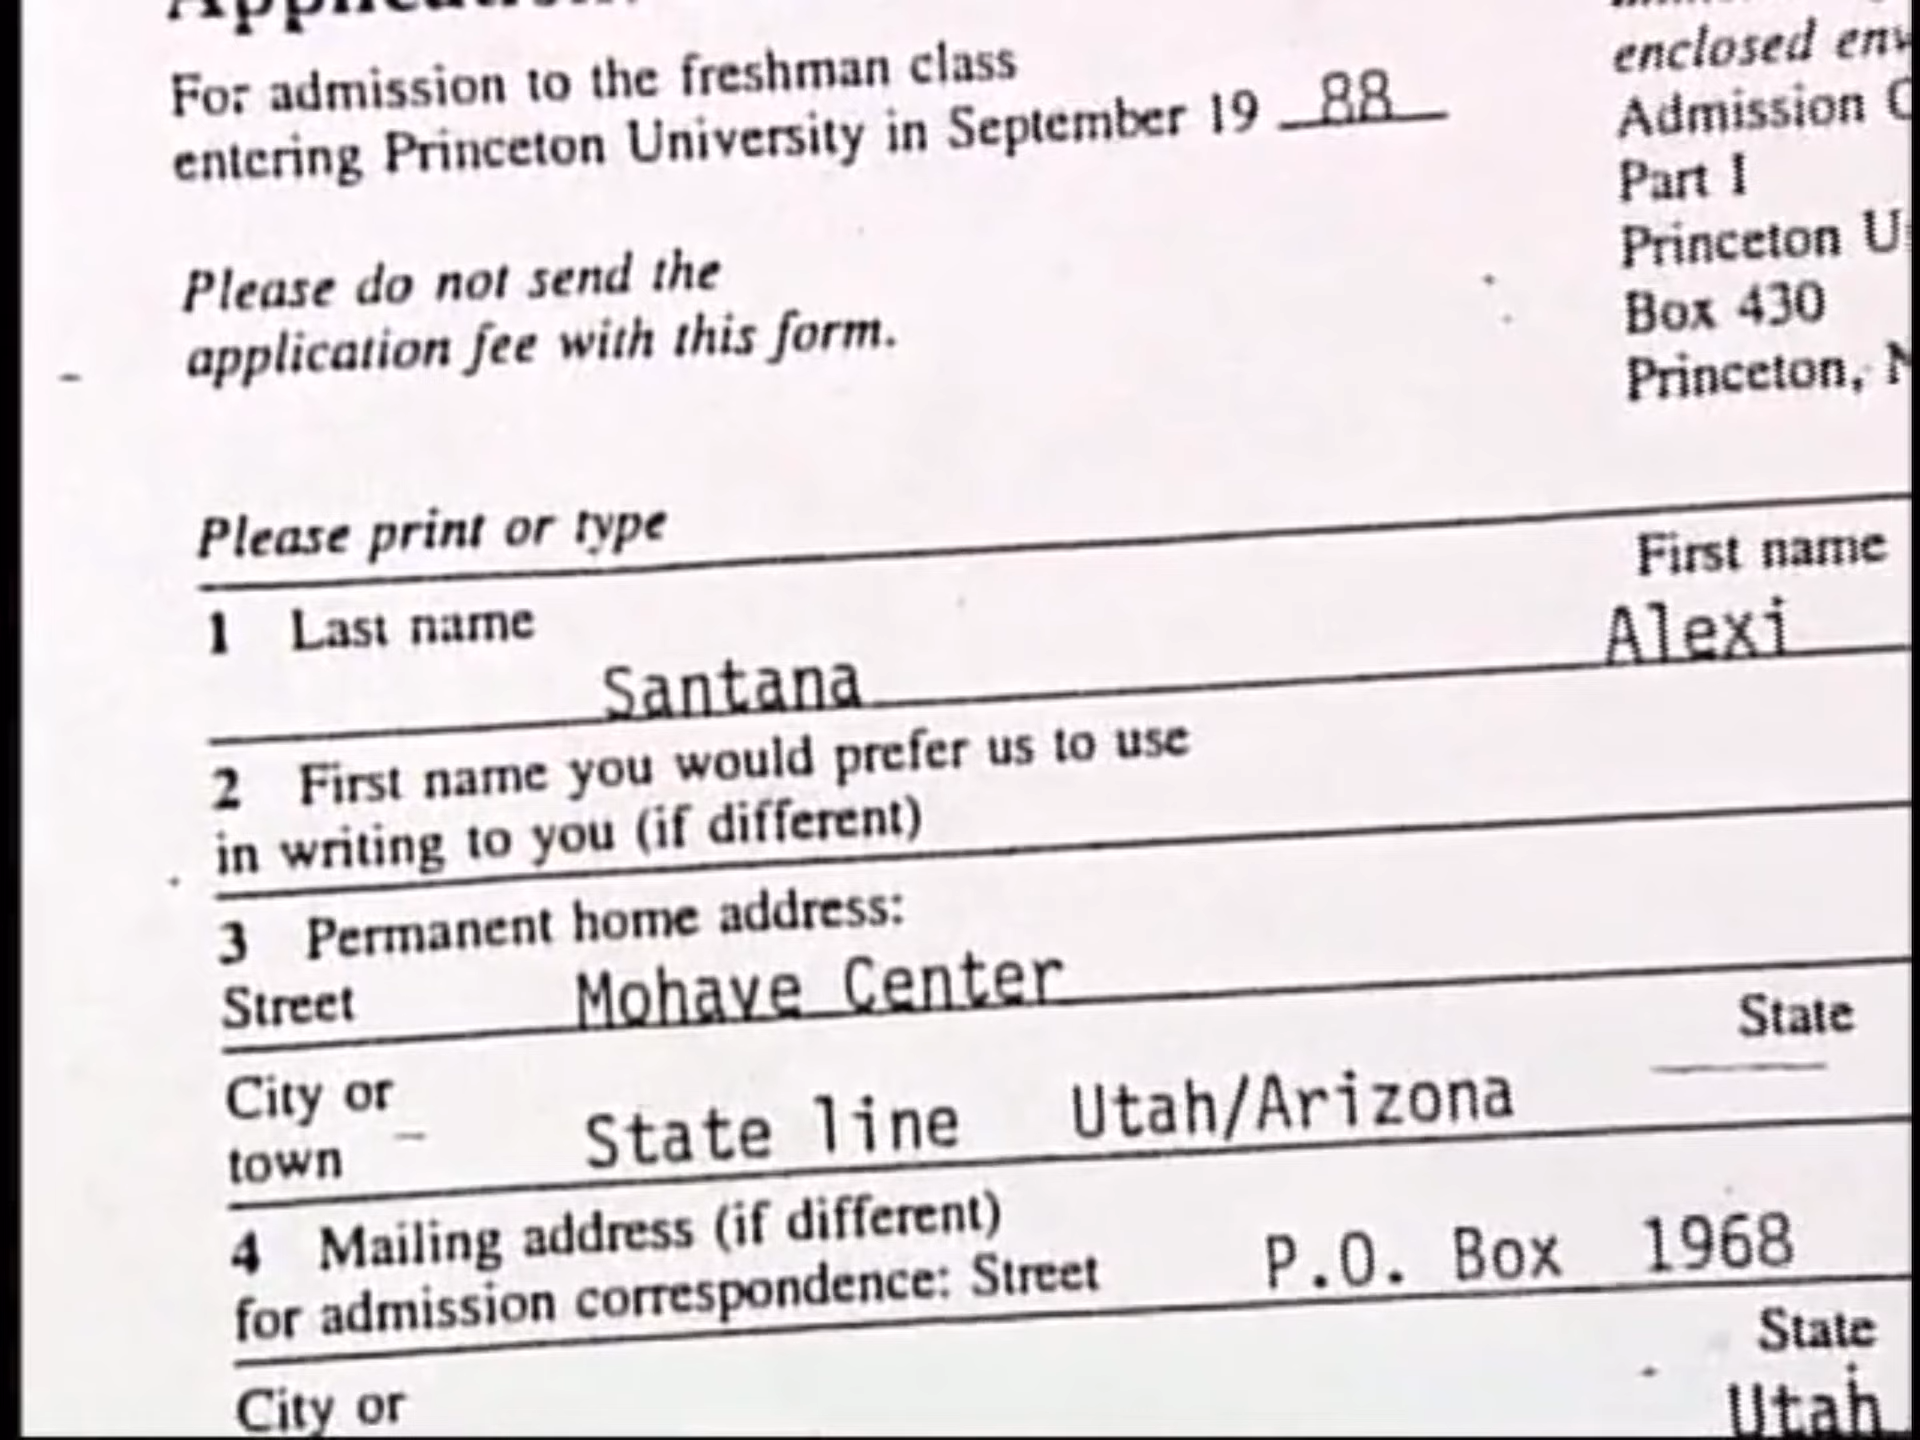 Application
For admission to the freshman class
entering Princeton University in September 19 88
Please do not send the
application fee with this form.
enclosed
Admission
Part I
Princeton
Box 430
Princeton,
Please print or type
1 Last name First name
Santana Alexi
2 First name you would prefer us to use
in writing to you (if different)
3 Permanent home address:
Street Mohave Center
State
City or
town State line Utah/Arizona
4 Mailing address (if different)
for admission correspondence: Street P.O. Box 1968
State
City or Utah